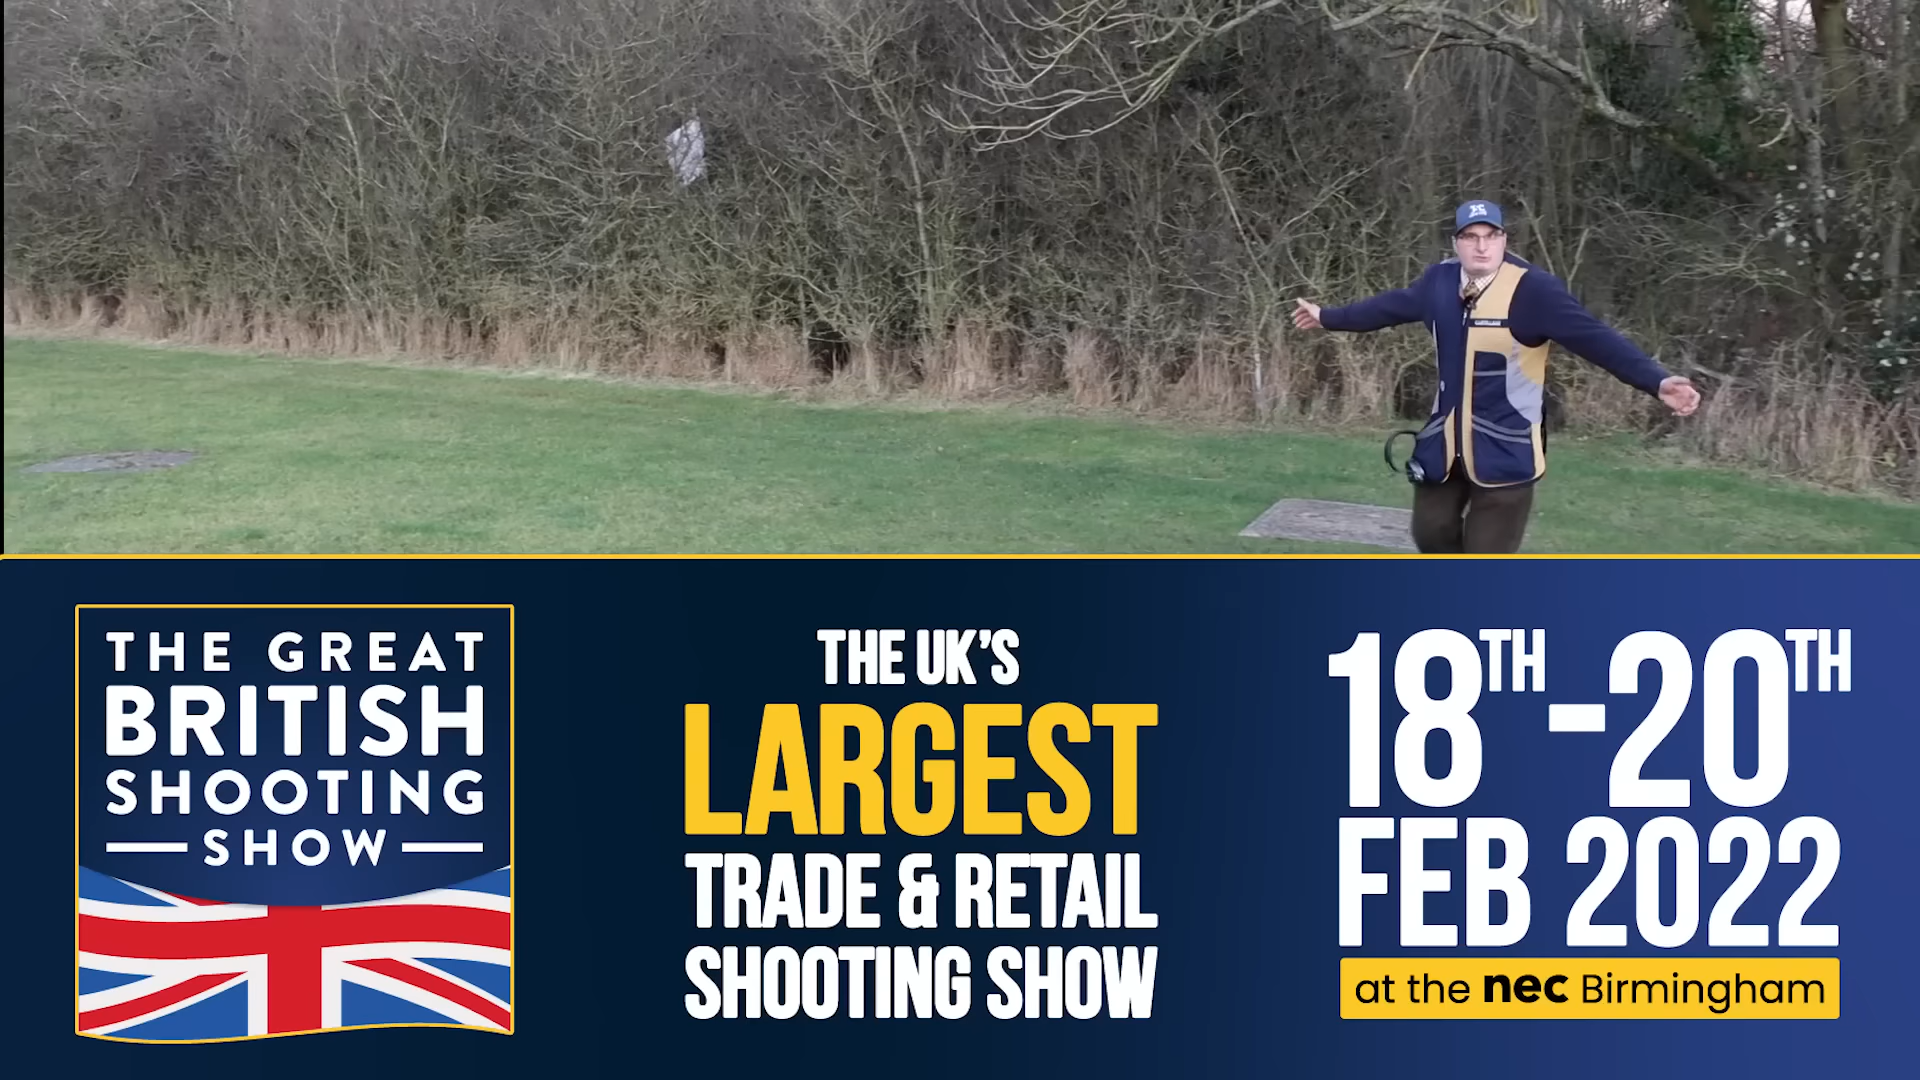 THE GREAT
BRITISH
SHOOTING
SHOW
THE UK'S
LARGEST
TRADE & RETAIL
SHOOTING SHOW
18TH-20TH
FEB 2022
at the nec Birmingham